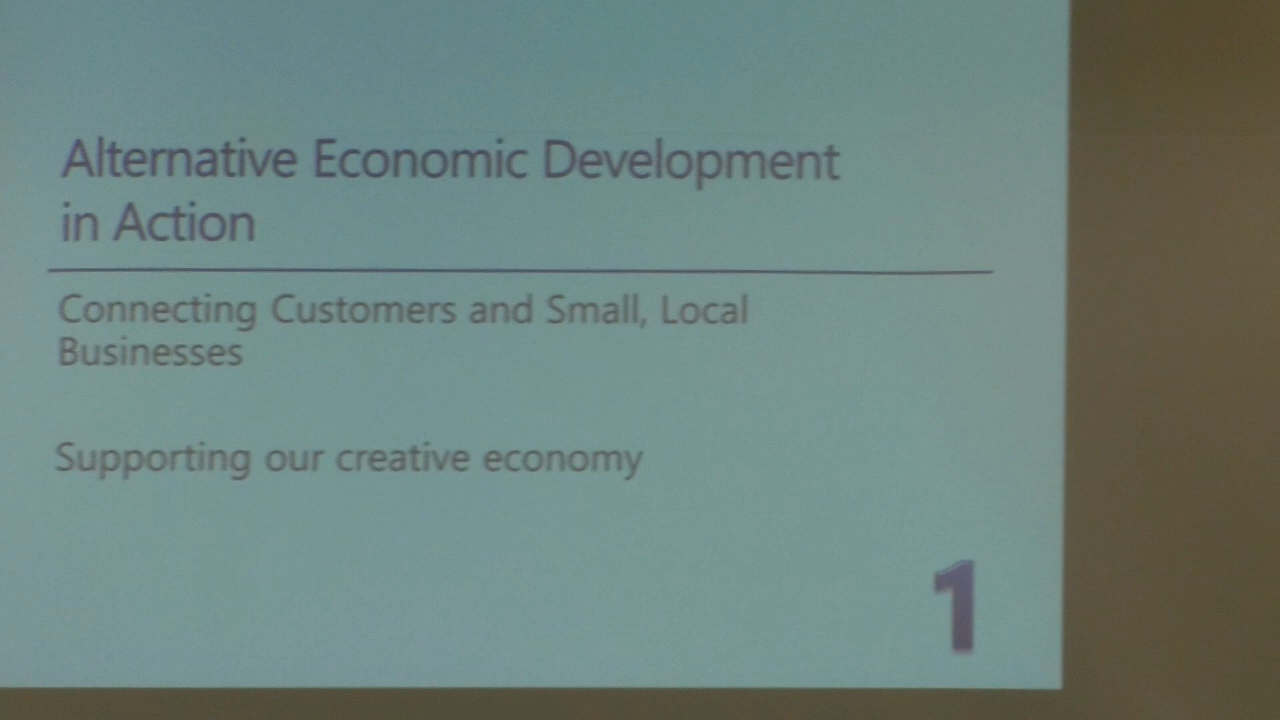 Alternative Economic Development
in Action
Connecting Customers and Small, Local
Businesses
Supporting our creative economy
1